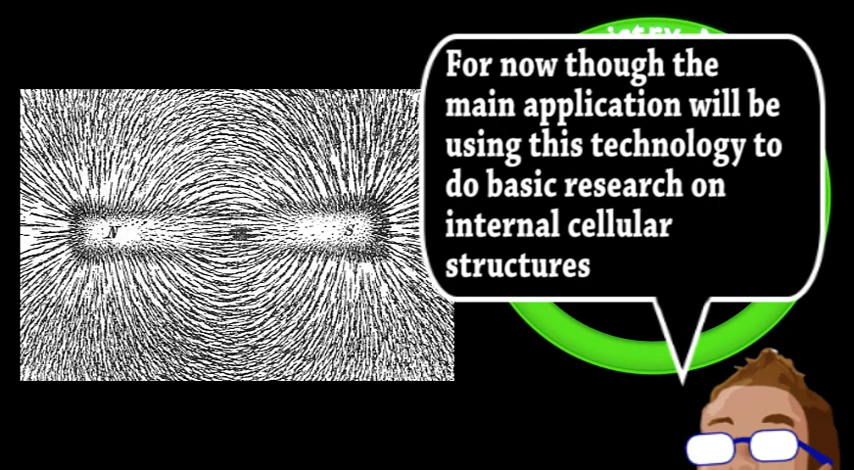 For now though the
main application will be
using this technology to
do basic research on
internal cellular
structures
N
S